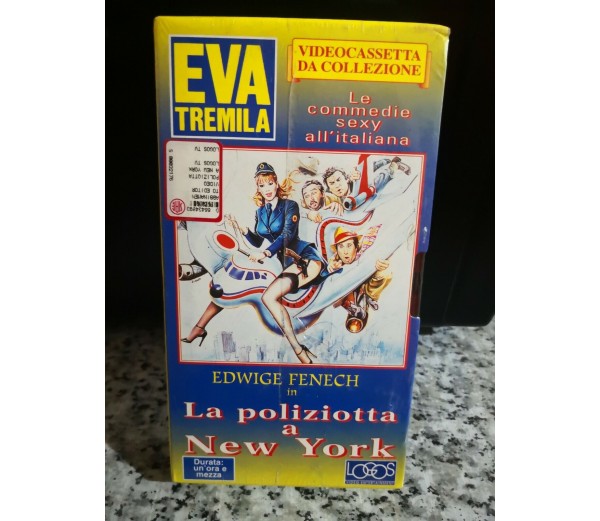 EVA
TREMILA
VIDEOCASSETTA
DA COLLEZIONE
Le
commedie
sexy
all'italiana
EDWIGE FENECH
in
La poliziotta
a
New York
Durata:
un'ora e
mezza
LOGOS